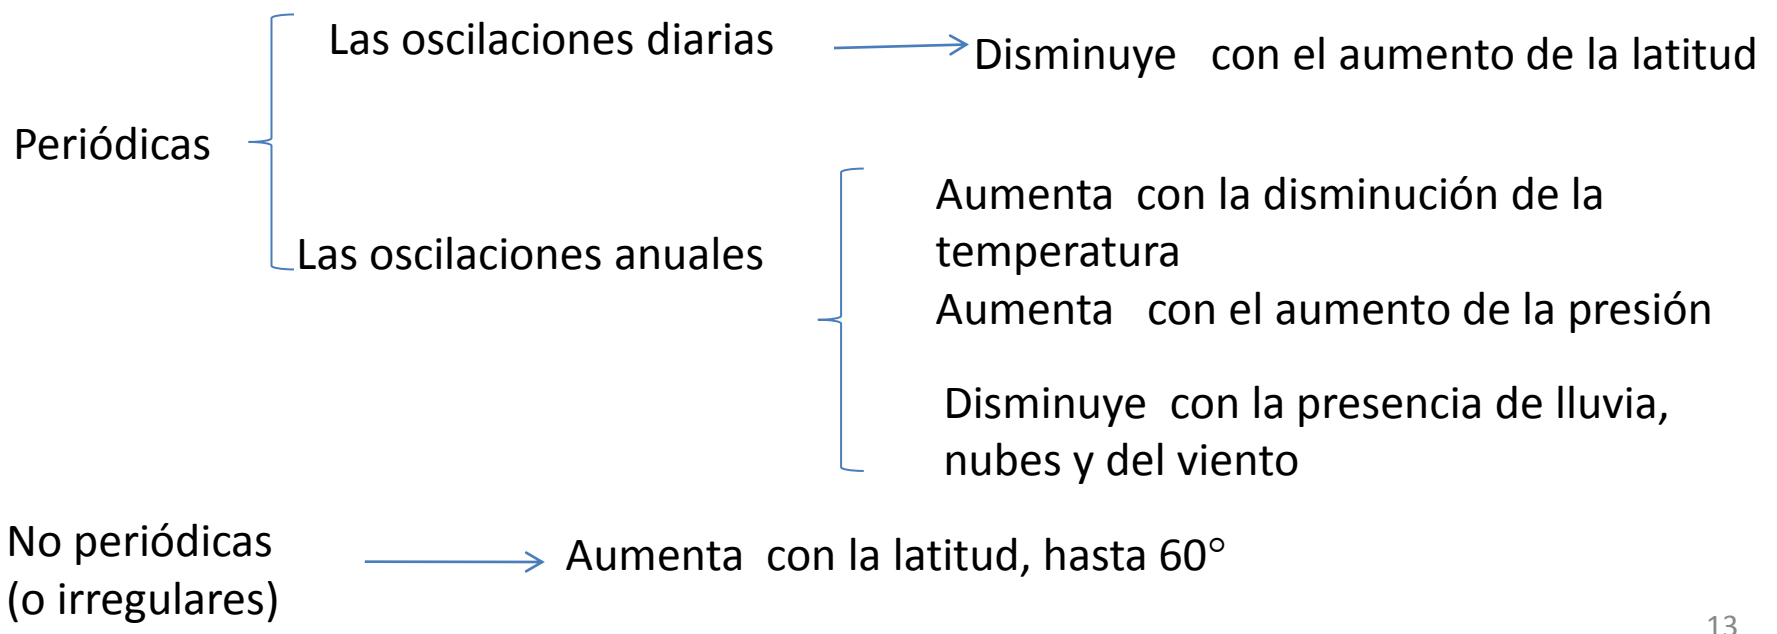 Las oscilaciones diarias
Disminuye con el aumento de la latitud
Periódicas
Las oscilaciones anuales
Aumenta con la disminución de la
temperatura
Aumenta con el aumento de la presión
Disminuye con la presencia de lluvia,
nubes y del viento
No periódicas
(o irregulares)
Aumenta con la latitud, hasta 60°
13